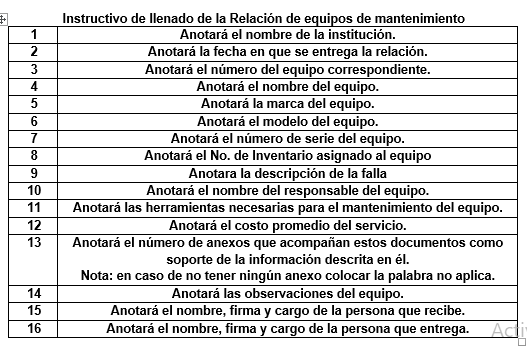 Instructivo de llenado de la Relación de equipos de mantenimiento
1 Anotará el nombre de la institución.
2 Anotará la fecha en que se entrega la relación.
3 Anotará el número del equipo correspondiente.
4 Anotará el nombre del equipo.
5 Anotará la marca del equipo.
6 Anotará el modelo del equipo.
7 Anotará el número de serie del equipo.
8 Anotará el No. de Inventario asignado al equipo
9 Anotara la descripción de la falla
10 Anotará el nombre del responsable del equipo.
11 Anotará las herramientas necesarias para el mantenimiento del equipo.
12 Anotará el costo promedio del servicio.
13 Anotará el número de anexos que acompañan estos documentos como
soporte de la información descrita en él.
Nota: en caso de no tener ningún anexo colocar la palabra no aplica.
14 Anotará las observaciones del equipo.
15 Anotará el nombre, firma y cargo de la persona que recibe.
16 Anotará el nombre, firma y cargo de la persona que entrega.